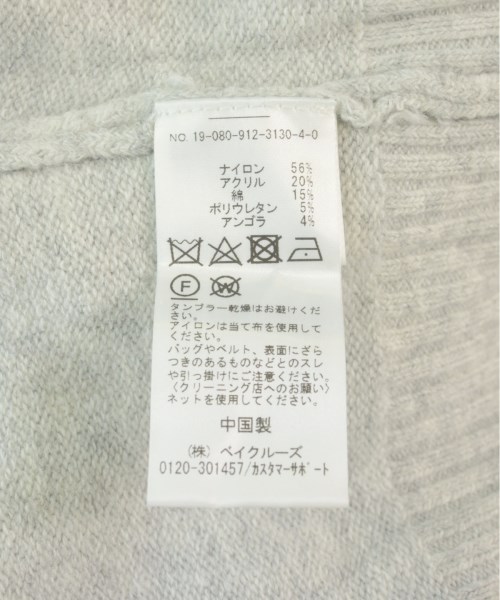 NO. 19-080-912-3130-4-0
ナイロン 56%
アクリル 20%
綿 15%
ポリウレタン 5%
アンゴラ 4%
F W
タンブラー乾燥はお避けくださ
い。
アイロンは当て布を使用して
ください。
バッグやベルト、表面にざら
つきのあるものなどとのスレ
や引っ掛けにご注意ください。
〈クリーニング店へのお願い〉
ネットを使用してください。
中国製
(株) ベイクルーズ
0120-301457/カスタマーサポート